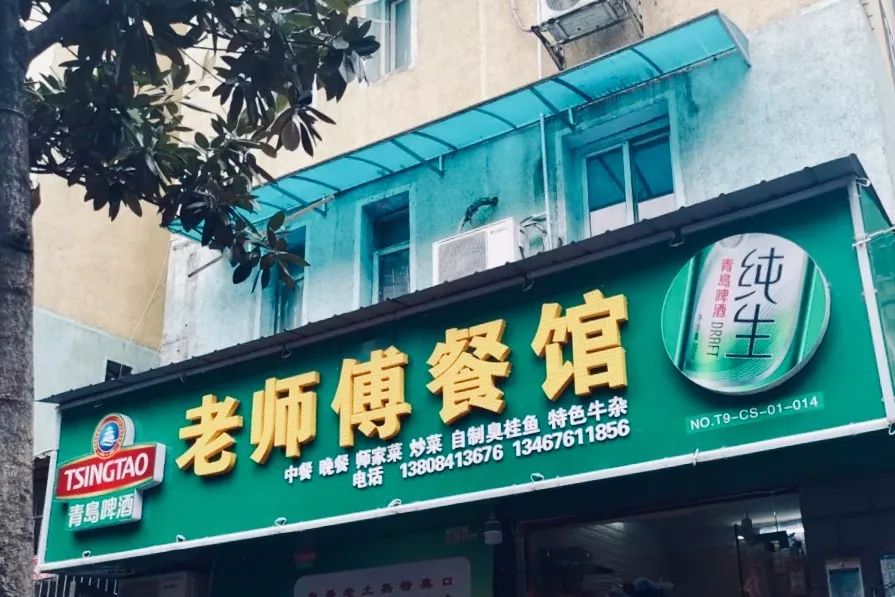 老师傅餐馆
中餐 晚餐 师家菜 炒菜 自制臭桂鱼 特色牛杂
电话 13808413676 13467611856
TSINGTAO
青岛啤酒
纯生
青岛啤酒 DRAFT
NO.T9-CS-01-014